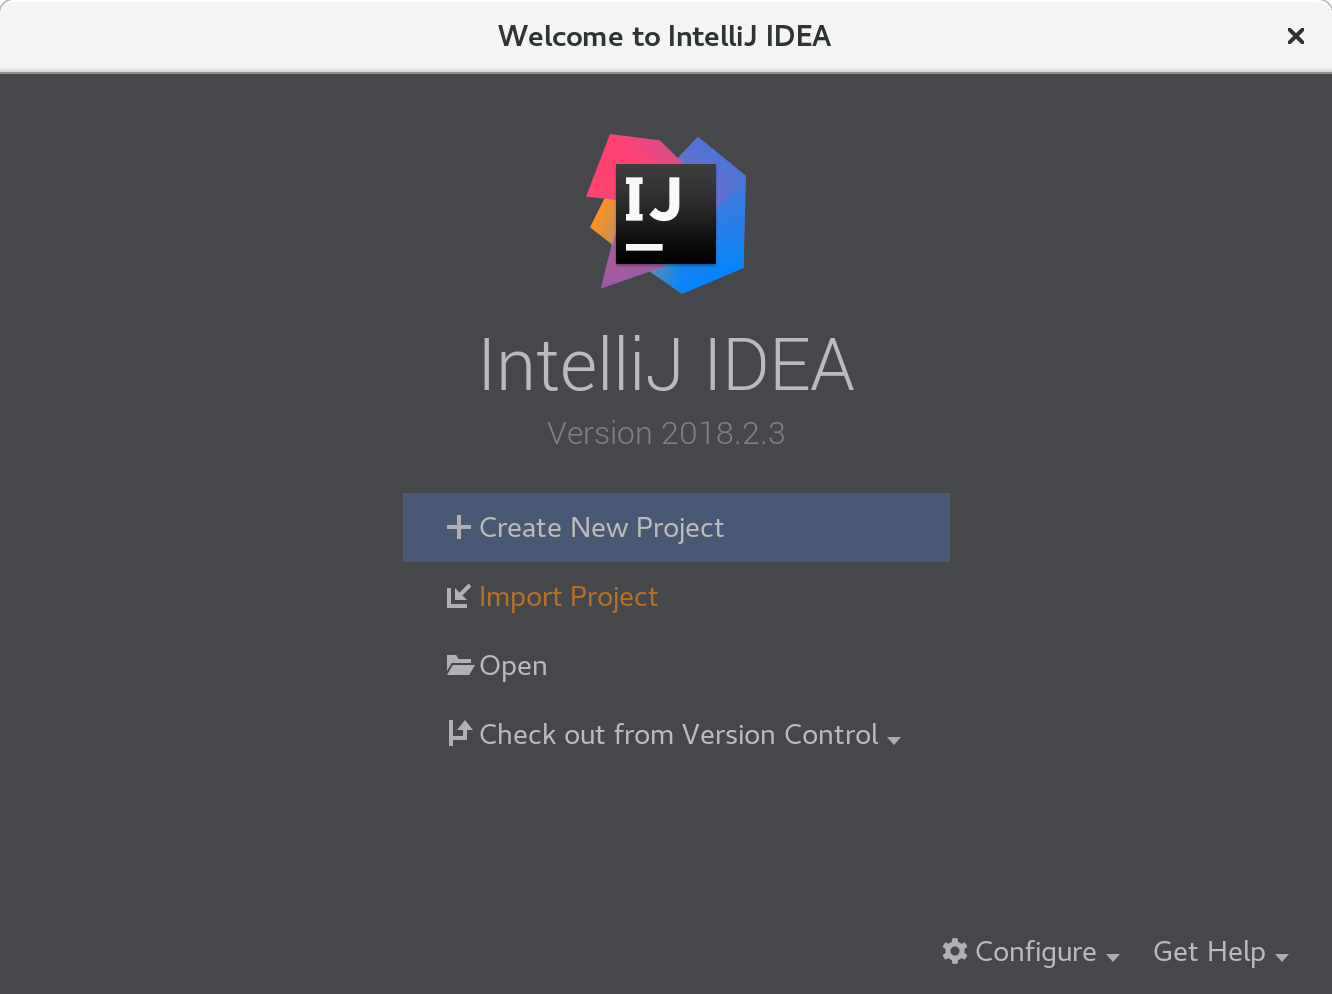 Welcome to IntelliJ IDEA
IJ
IntelliJ IDEA
Version 2018.2.3
Create New Project
Import Project
Open
Check out from Version Control
Configure Get Help